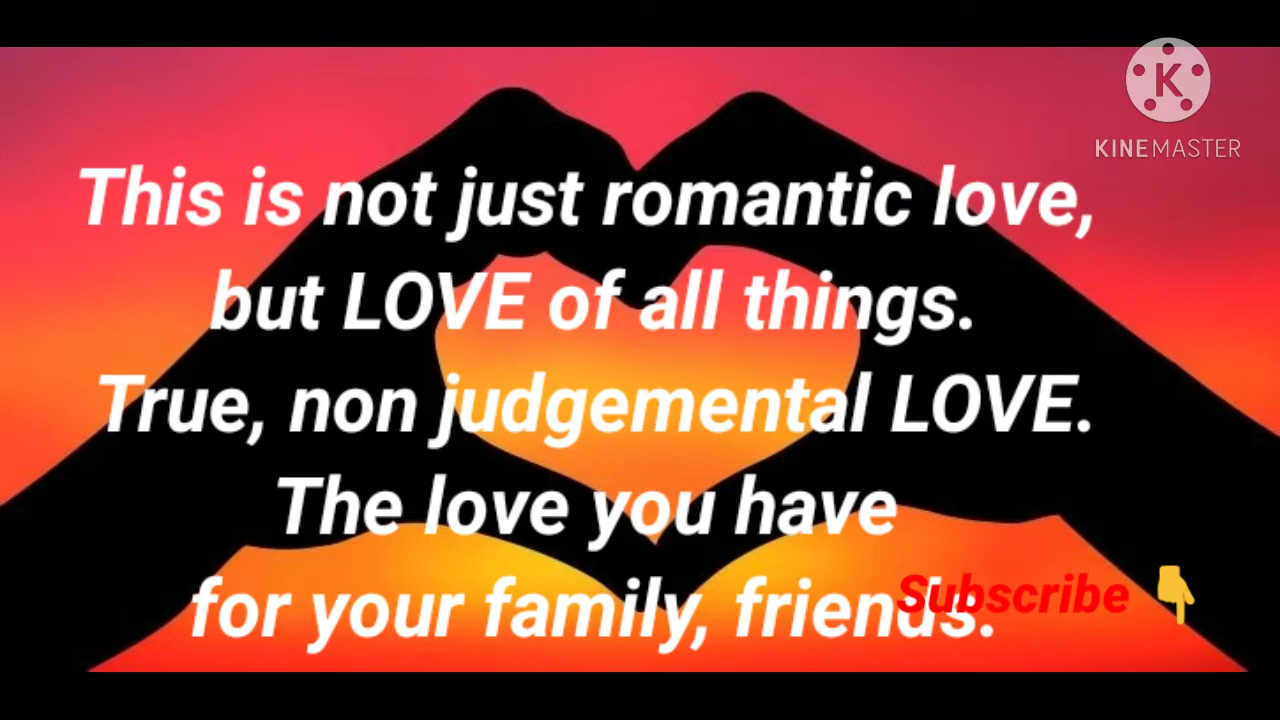 KINEMASTER
This is not just romantic love,
but LOVE of all things.
True, non judgemental LOVE.
The love you have
for your family, friends.
Subscribe